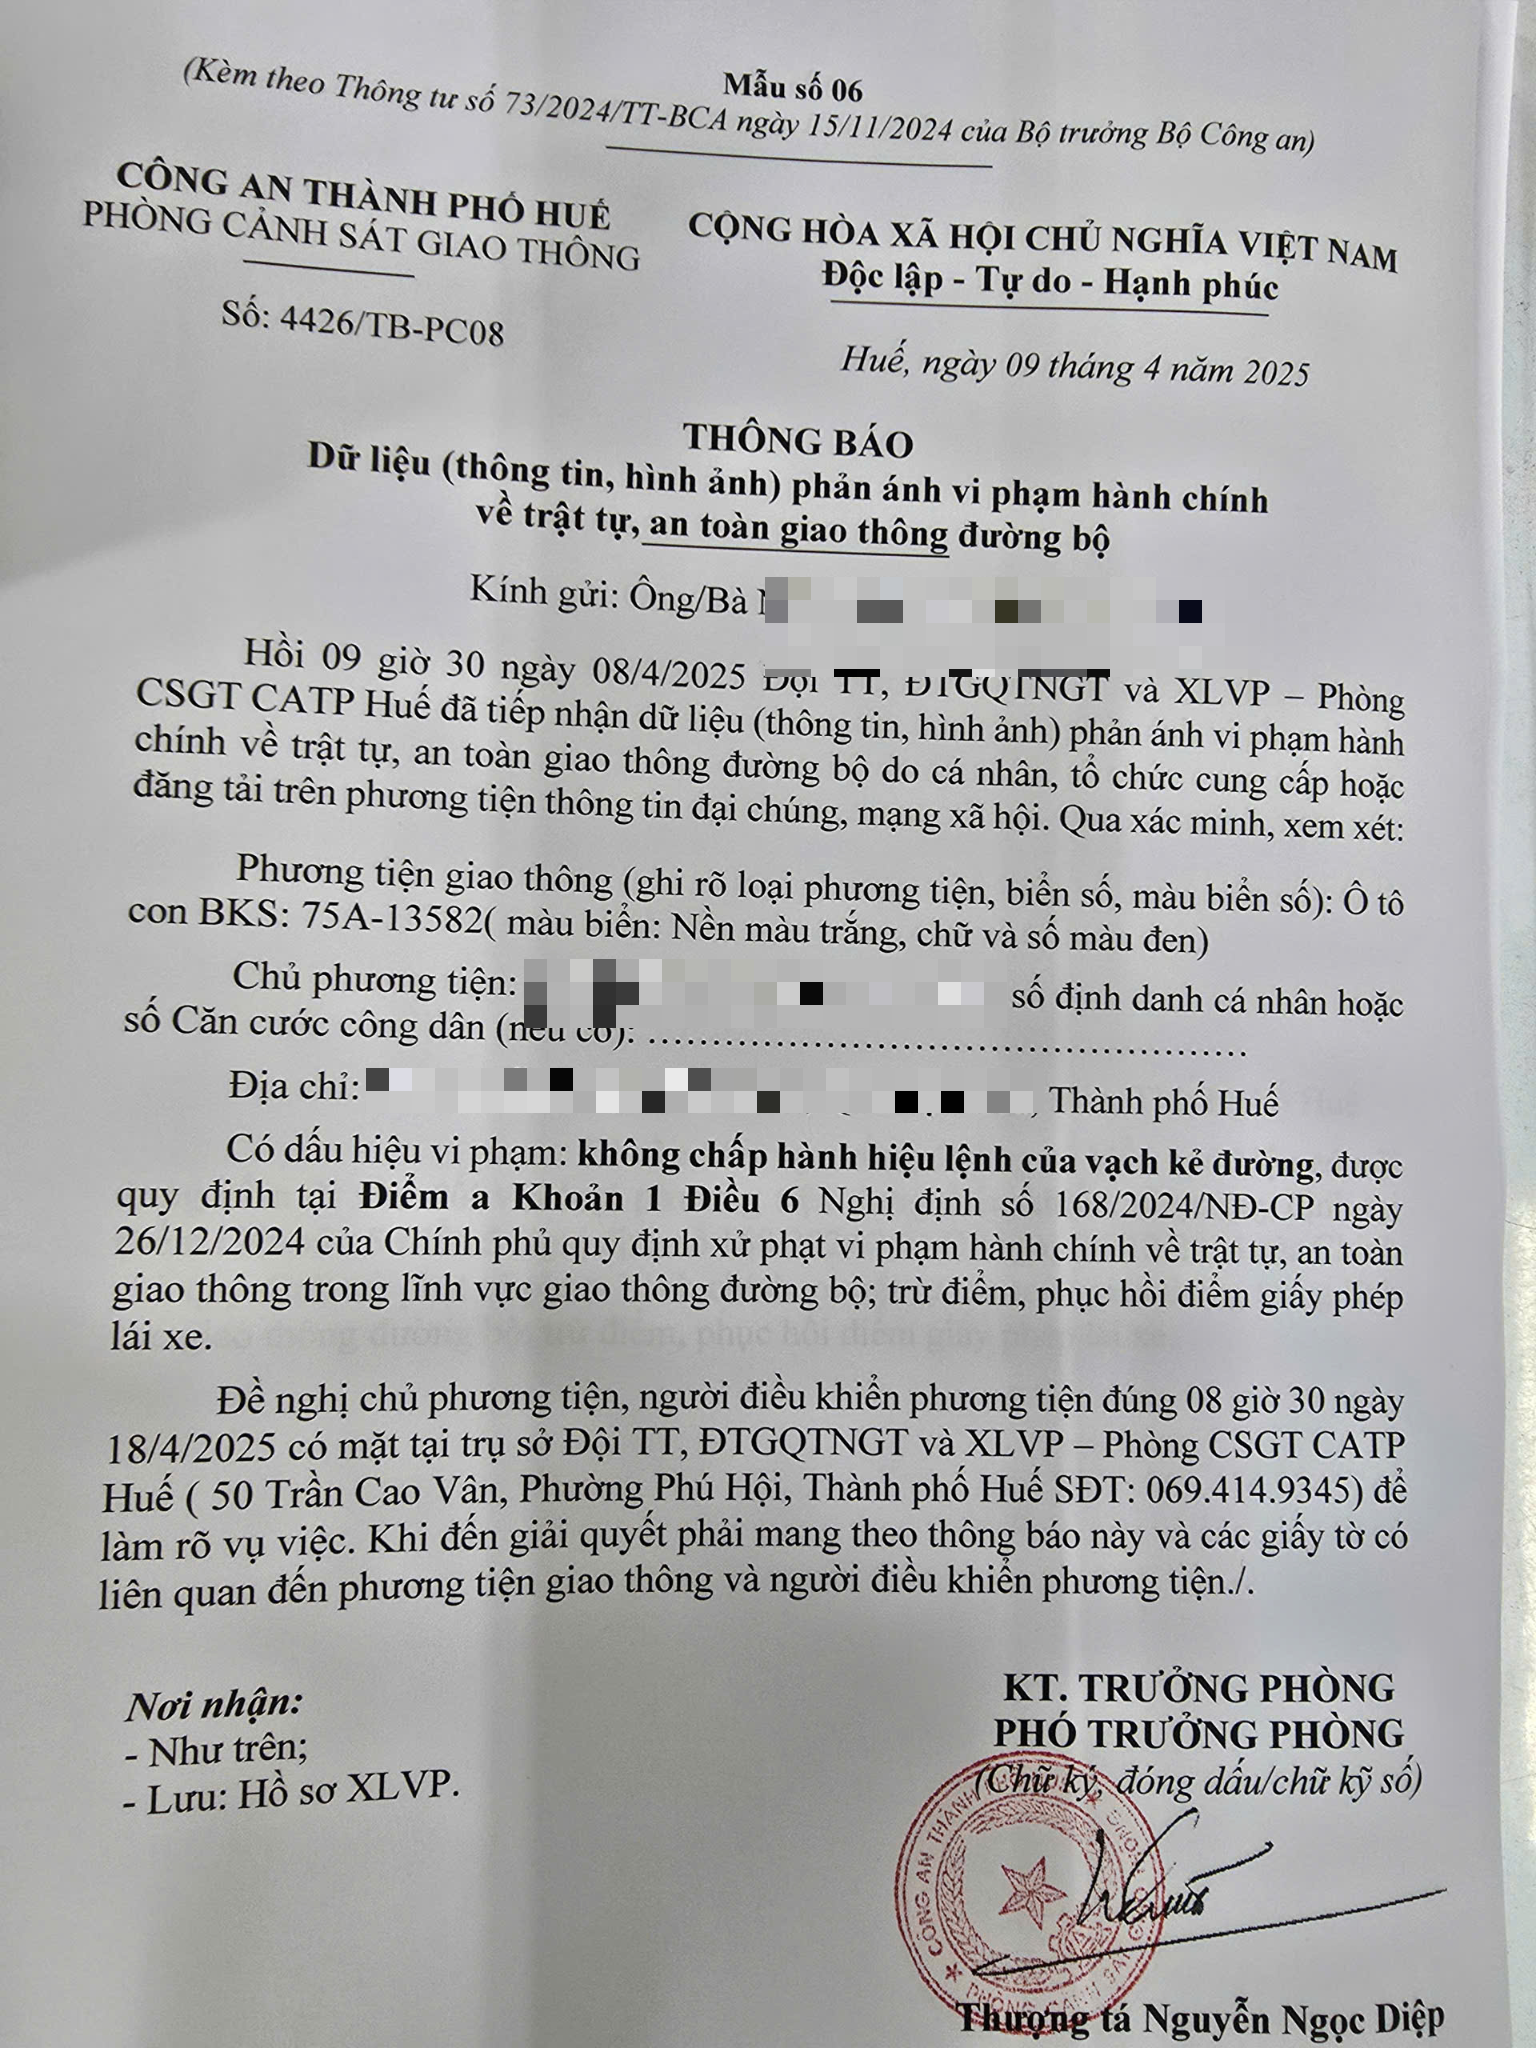 Mẫu số 06
(Kèm theo Thông tư số 73/2024/TT-BCA ngày 15/11/2024 của Bộ trưởng Bộ Công an)
CÔNG AN THÀNH PHỐ HUẾ
PHÒNG CẢNH SÁT GIAO THÔNG
Số: 4426/TB-PC08
CỘNG HÒA XÃ HỘI CHỦ NGHĨA VIỆT NAM
Độc lập - Tự do - Hạnh phúc
Huế, ngày 09 tháng 4 năm 2025
THÔNG BÁO
Dữ liệu (thông tin, hình ảnh) phản ánh vi phạm hành chính
về trật tự, an toàn giao thông đường bộ
Kính gửi: Ông/Bà
Hồi 09 giờ 30 ngày 08/4/2025 Đội TT, ĐTGQTNGT và XLVP – Phòng
CSGT CATP Huế đã tiếp nhận dữ liệu (thông tin, hình ảnh) phản ánh vi phạm hành
chính về trật tự, an toàn giao thông đường bộ do cá nhân, tổ chức cung cấp hoặc
đăng tải trên phương tiện thông tin đại chúng, mạng xã hội. Qua xác minh, xem xét:
Phương tiện giao thông (ghi rõ loại phương tiện, biển số, màu biển số): Ô tô
con BKS: 75A-13582( màu biển: Nền màu trắng, chữ và số màu đen)
Chủ phương tiện: số định danh cá nhân hoặc
số Căn cước công dân (nếu có): ................................................
Địa chỉ: , Thành phố Huế
Có dấu hiệu vi phạm: không chấp hành hiệu lệnh của vạch kẻ đường, được
quy định tại Điểm a Khoản 1 Điều 6 Nghị định số 168/2024/NĐ-CP ngày
26/12/2024 của Chính phủ quy định xử phạt vi phạm hành chính về trật tự, an toàn
giao thông trong lĩnh vực giao thông đường bộ; trừ điểm, phục hồi điểm giấy phép
lái xe.
Đề nghị chủ phương tiện, người điều khiển phương tiện đúng 08 giờ 30 ngày
18/4/2025 có mặt tại trụ sở Đội TT, ĐTGQTNGT và XLVP – Phòng CSGT CATP
Huế ( 50 Trần Cao Vân, Phường Phú Hội, Thành phố Huế SĐT: 069.414.9345) để
làm rõ vụ việc. Khi đến giải quyết phải mang theo thông báo này và các giấy tờ có
liên quan đến phương tiện giao thông và người điều khiển phương tiện./.
Nơi nhận:
- Như trên;
- Lưu: Hồ sơ XLVP.
KT. TRƯỞNG PHÒNG
PHÓ TRƯỞNG PHÒNG
(Chữ ký, đóng dấu/chữ kỹ số)
Thượng tá Nguyễn Ngọc Diệp